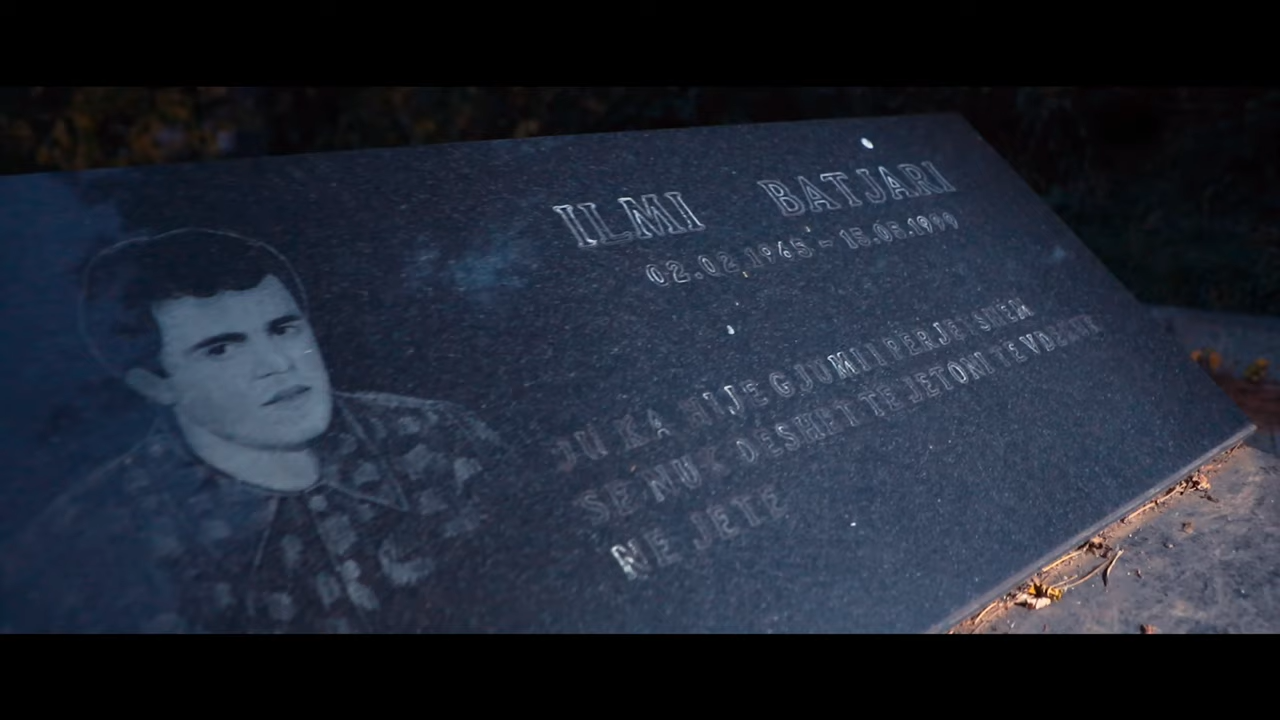 ILMI BATJARI
02.02.1965 - 15.05.1999
JU KA HIJE GJUMI I PERJETSHEM
SE NUK DESHET TE JETONI TE VDEKUR
NE JETE